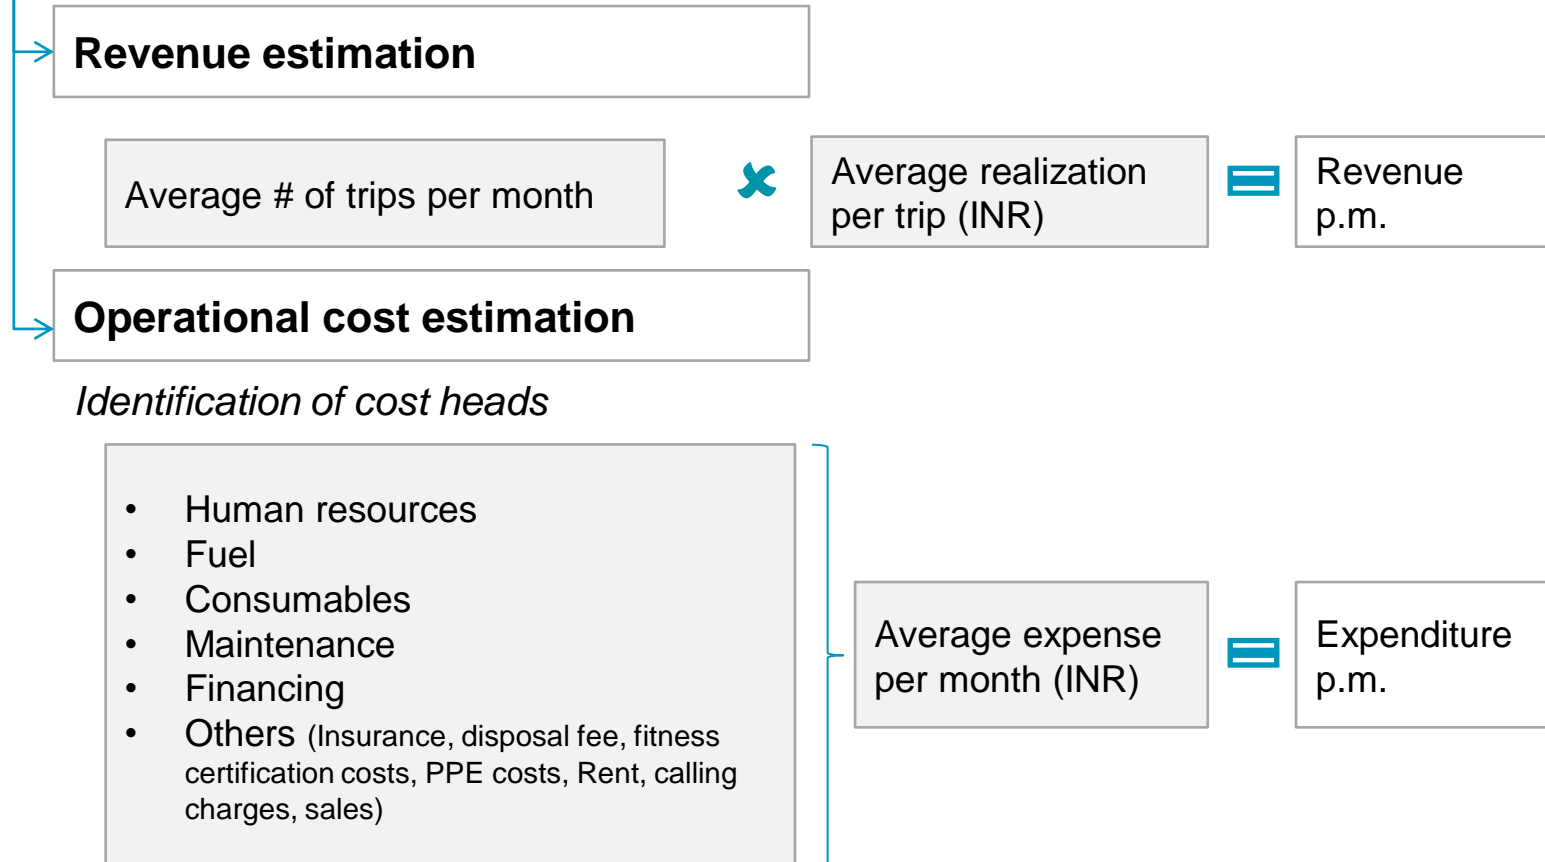 Revenue estimation
Average # of trips per month
Average realization
per trip (INR)
Revenue
p.m.
Operational cost estimation
Identification of cost heads
• Human resources
• Fuel
• Consumables
• Maintenance
• Financing
• Others (Insurance, disposal fee, fitness
certification costs, PPE costs, Rent, calling
charges, sales)
Average expense
per month (INR)
Expenditure
p.m.